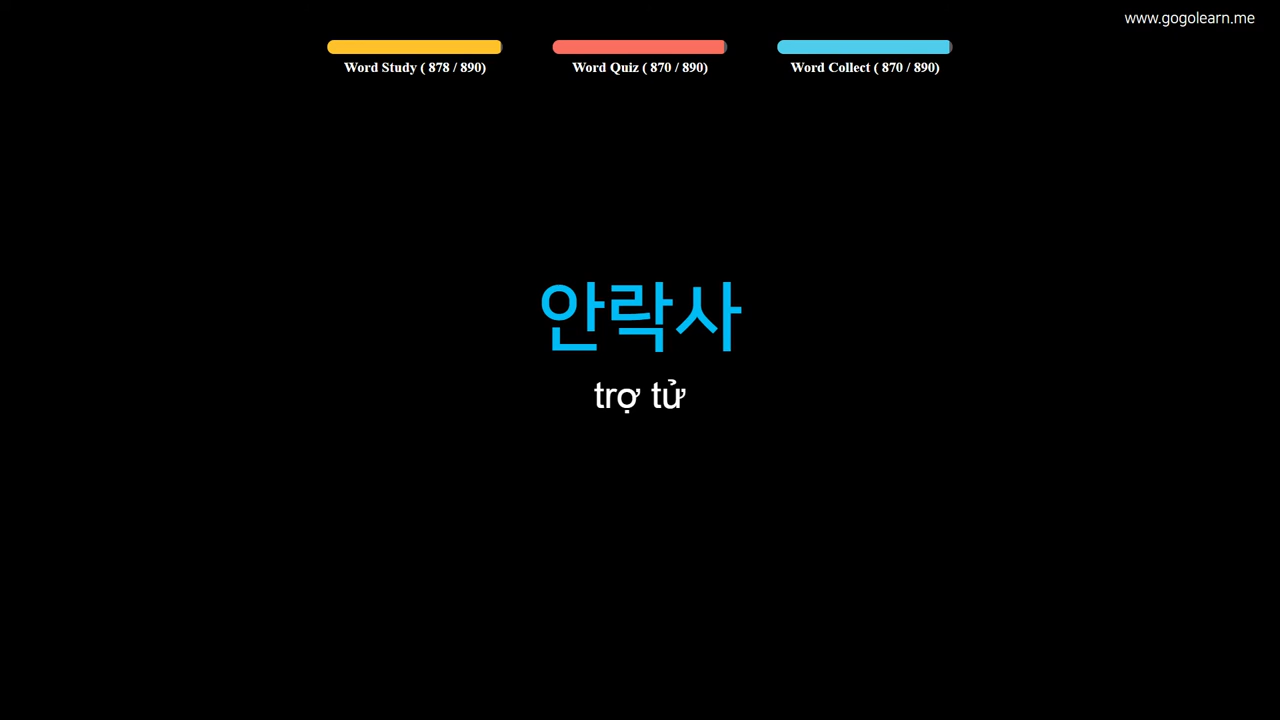 www.gogolearn.me
Word Study ( 878 / 890)
Word Quiz ( 870 / 890)
Word Collect ( 870 / 890)
안락사
trợ tử